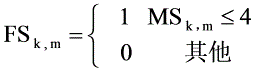 FS_{k,m} = { 1 MS_{k,m} ≤ 4
0 其他